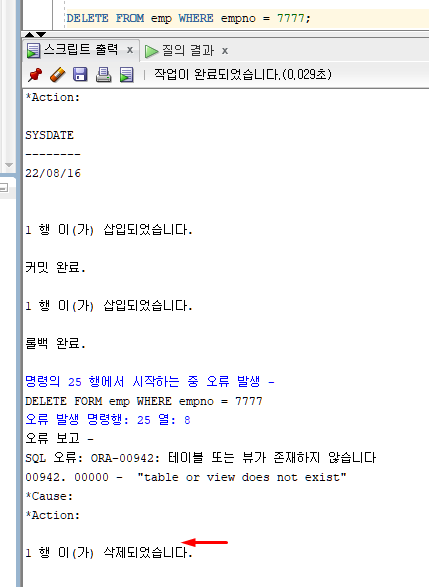 DELETE FROM emp WHERE empno = 7777;
스크립트 출력 x 질의 결과 x
작업이 완료되었습니다.(0,029초)
*Action:
SYSDATE
--------
22/08/16
1 행 이(가) 삽입되었습니다.
커밋 완료.
1 행 이(가) 삽입되었습니다.
롤백 완료.
명령의 25 행에서 시작하는 중 오류 발생 -
DELETE FORM emp WHERE empno = 7777
오류 발생 명령행: 25 열: 8
오류 보고 -
SQL 오류: ORA-00942: 테이블 또는 뷰가 존재하지 않습니다
00942. 00000 -  "table or view does not exist"
*Cause:
*Action:
1 행 이(가) 삭제되었습니다.